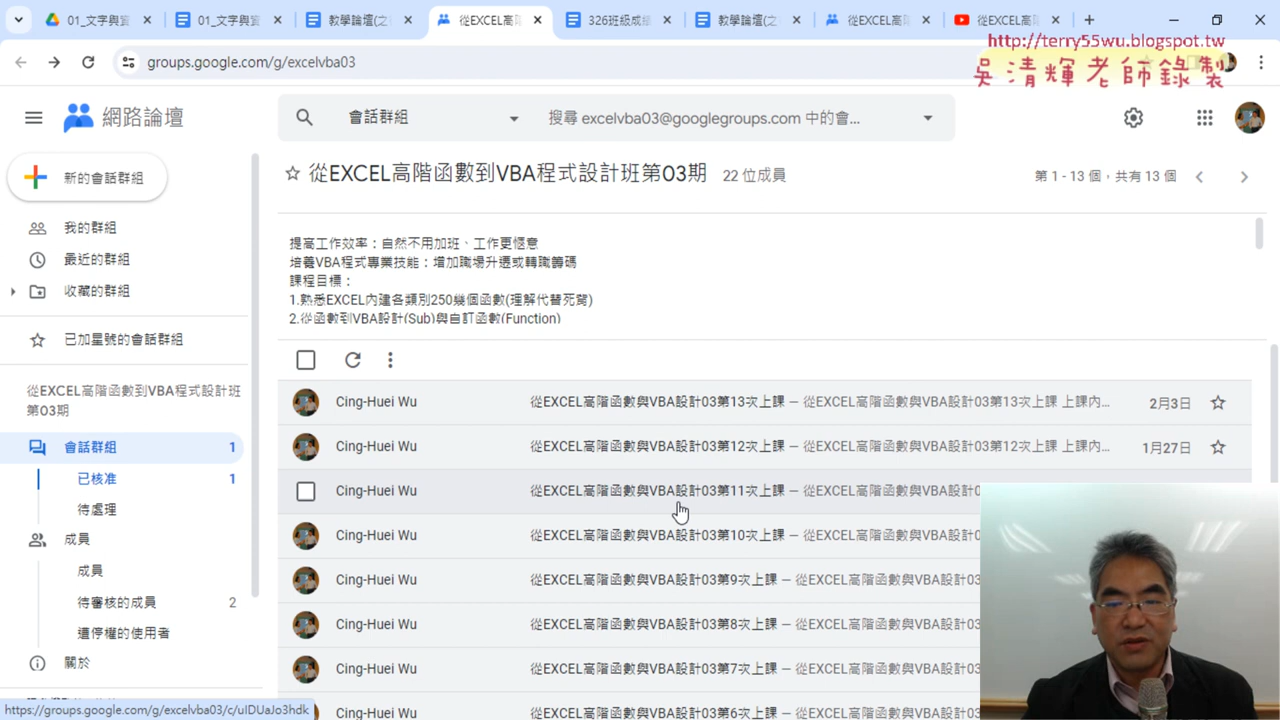 01_文字與資
01_文字與資
教學論壇(之
從EXCEL高階
326班級成績
教學論壇(之
從EXCEL高階
從EXCEL高階
http://terry55wu.blogspot.tw
吳清輝老師錄製
groups.google.com/g/excelvba03
網路論壇
會話群組
搜尋 excelvba03@googlegroups.com 中的會...
新的會話群組
從EXCEL高階函數到VBA程式設計班第03期
22 位成員
第 1 - 13 個，共有 13 個
我的群組
最近的群組
收藏的群組
已加星號的會話群組
提高工作效率：自然不用加班、工作更愜意
培養VBA程式專業技能：增加職場升遷或轉職籌碼
課程目標：
1.熟悉EXCEL內建各類別250幾個函數(理解代替死背)
2.從函數到VBA設計(Sub)與自訂函數(Function)
從EXCEL高階函數到VBA程式設計班
第03期
會話群組 1
已核准 1
待處理
成員
成員
待審核的成員 2
遭停權的使用者
關於
Cing-Huei Wu 從EXCEL高階函數與VBA設計03第13次上課 – 從EXCEL高階函數與VBA設計03第13次上課 上課內... 2月3日
Cing-Huei Wu 從EXCEL高階函數與VBA設計03第12次上課 – 從EXCEL高階函數與VBA設計03第12次上課 上課內... 1月27日
Cing-Huei Wu 從EXCEL高階函數與VBA設計03第11次上課 – 從EXCEL高階函數與VBA設計0
Cing-Huei Wu 從EXCEL高階函數與VBA設計03第10次上課 – 從EXCEL高階函數與VBA設計0
Cing-Huei Wu 從EXCEL高階函數與VBA設計03第9次上課 – 從EXCEL高階函數與VBA設計03
Cing-Huei Wu 從EXCEL高階函數與VBA設計03第8次上課 – 從EXCEL高階函數與VBA設計03
Cing-Huei Wu 從EXCEL高階函數與VBA設計03第7次上課 – 從EXCEL高階函數與VBA設計03
Cing-Huei Wu 從EXCEL高階函數與VBA設計03第6次上課 – 從EXCEL高階函數與VBA設計03
https://groups.google.com/g/excelvba03/c/uIDUaJo3hdk